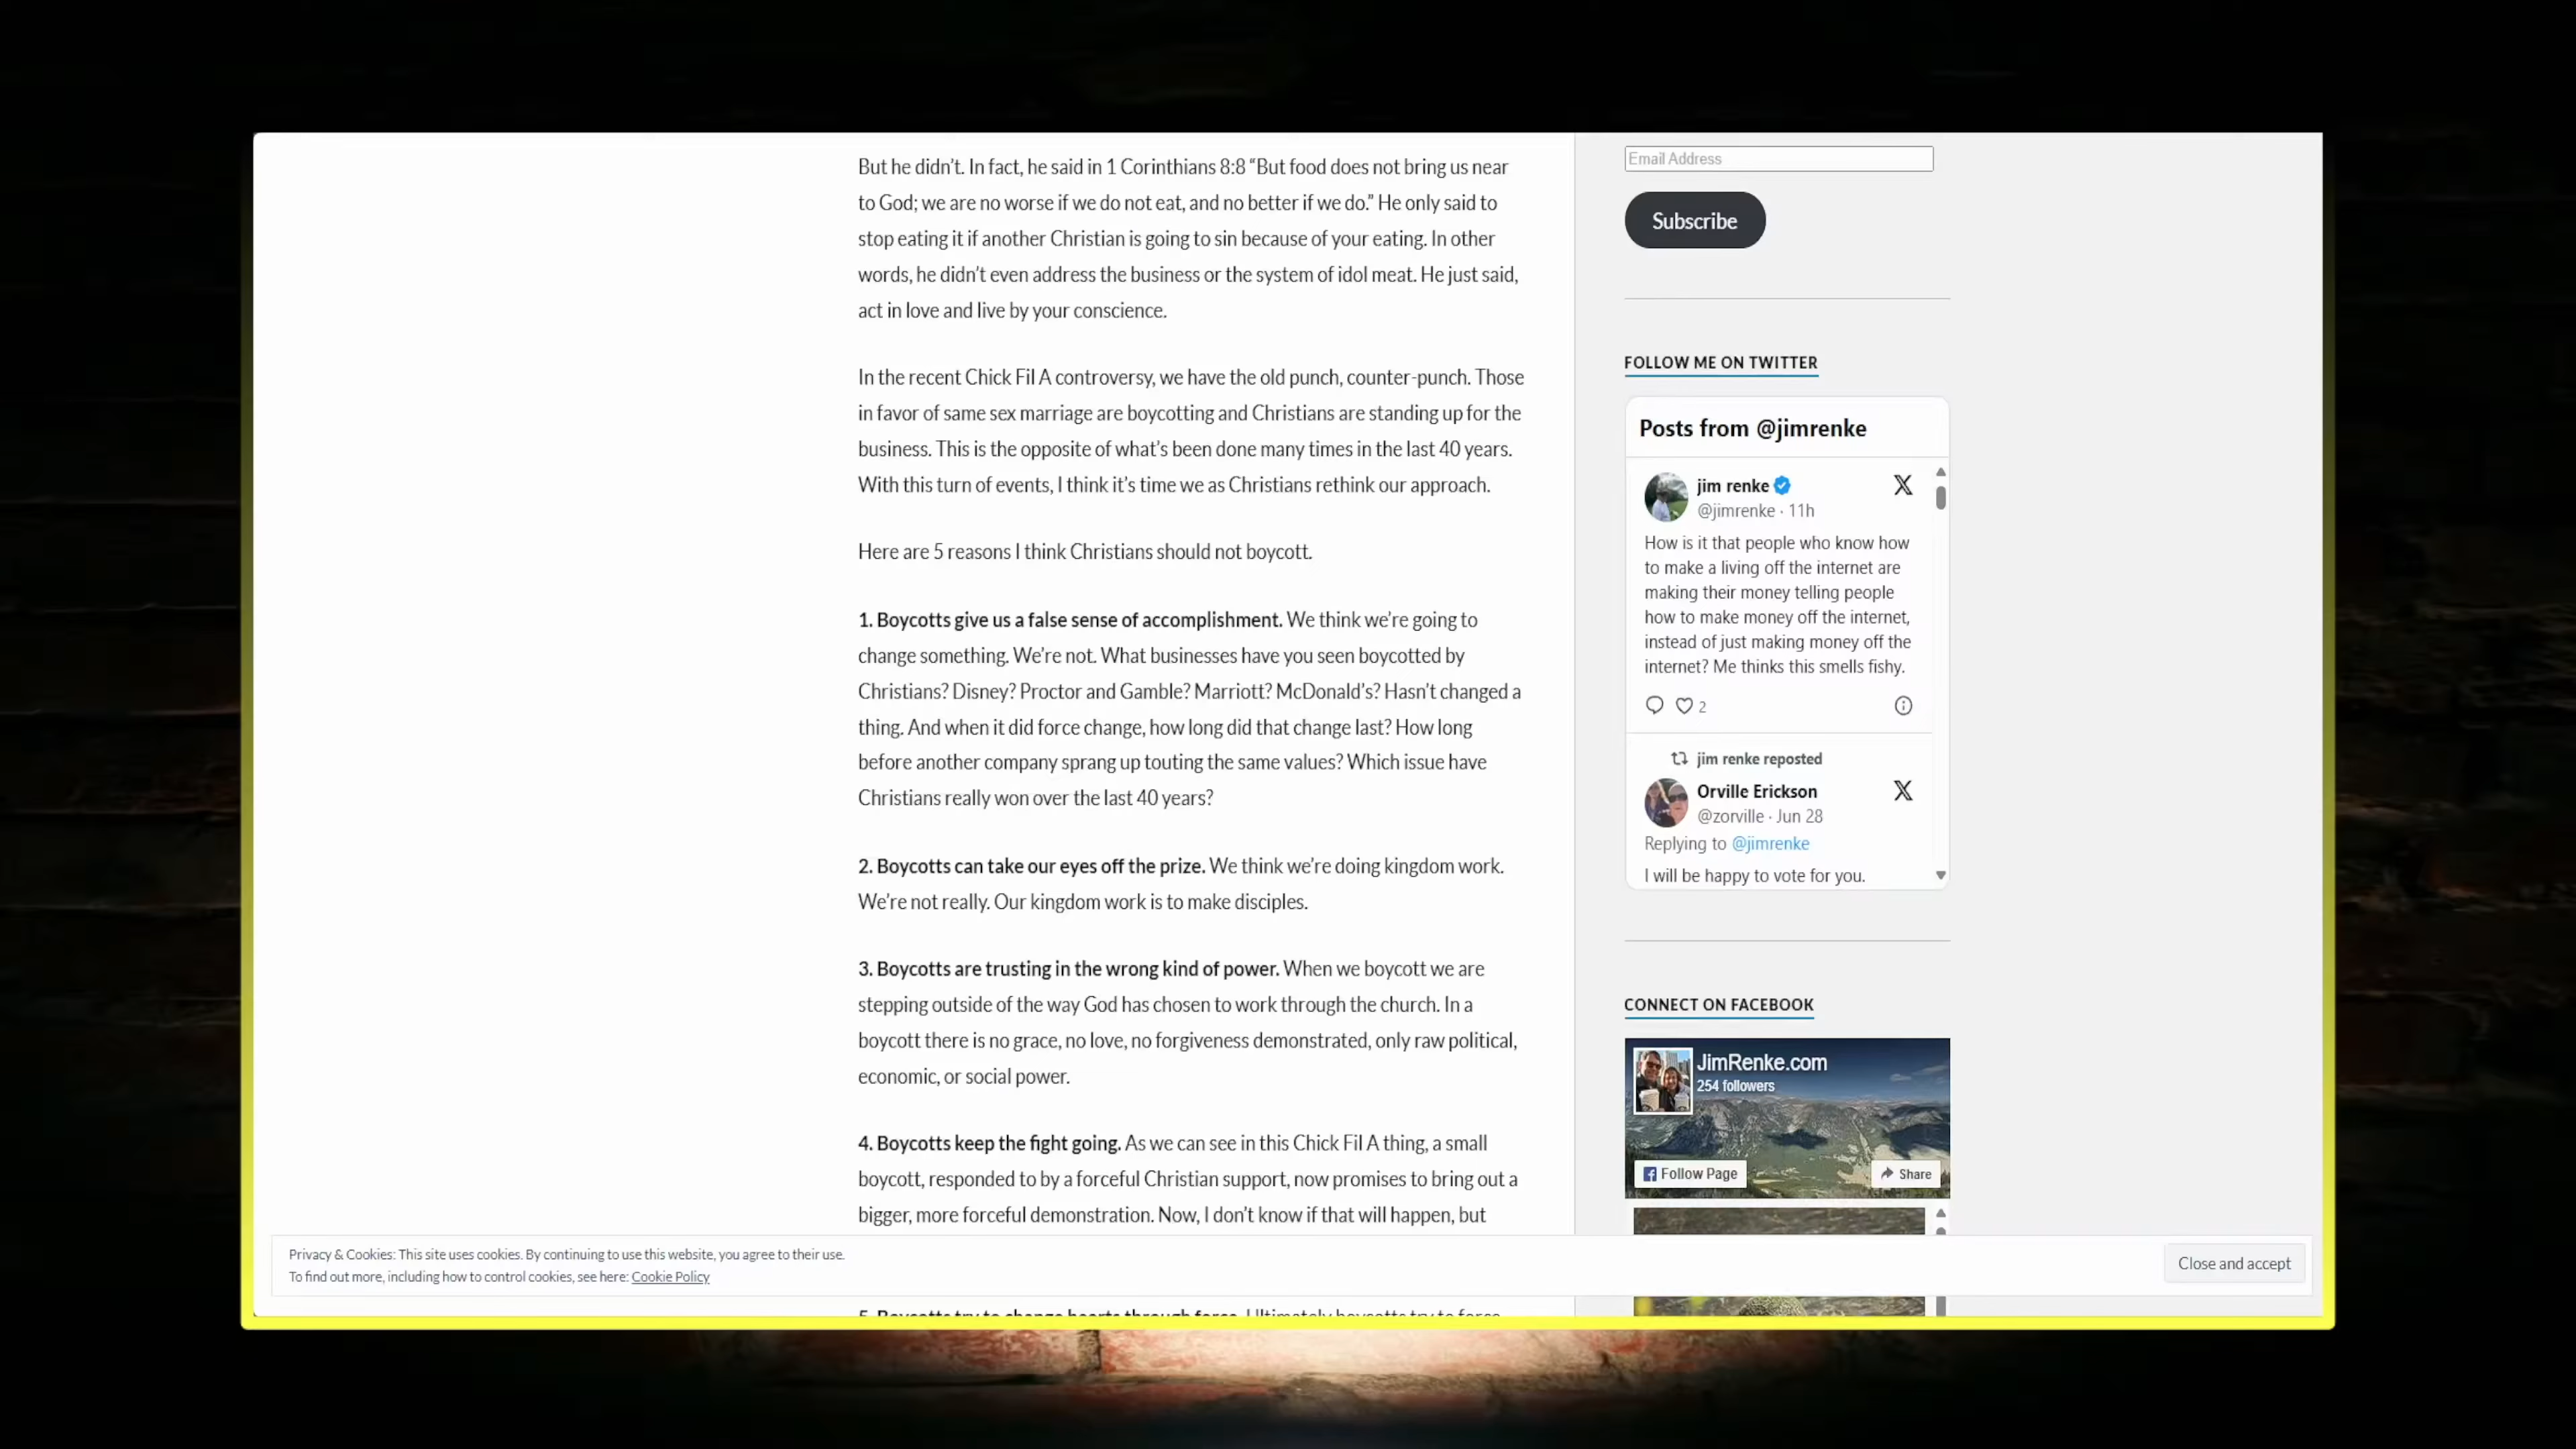 But he didn't. In fact, he said in 1 Corinthians 8:8 “But food does not bring us near
to God; we are no worse if we do not eat, and no better if we do.” He only said to
stop eating it if another Christian is going to sin because of your eating. In other
words, he didn't even address the business or the system of idol meat. He just said,
act in love and live by your conscience.
In the recent Chick Fil A controversy, we have the old punch, counter-punch. Those
in favor of same sex marriage are boycotting and Christians are standing up for the
business. This is the opposite of what's been done many times in the last 40 years.
With this turn of events, I think it's time we as Christians rethink our approach.
Here are 5 reasons I think Christians should not boycott.
1. Boycotts give us a false sense of accomplishment. We think we're going to
change something. We're not. What businesses have you seen boycotted by
Christians? Disney? Proctor and Gamble? Marriott? McDonald's? Hasn't changed a
thing. And when it did force change, how long did that change last? How long
before another company sprang up touting the same values? Which issue have
Christians really won over the last 40 years?
2. Boycotts can take our eyes off the prize. We think we're doing kingdom work.
We're not really. Our kingdom work is to make disciples.
3. Boycotts are trusting in the wrong kind of power. When we boycott we are
stepping outside of the way God has chosen to work through the church. In a
boycott there is no grace, no love, no forgiveness demonstrated, only raw political,
economic, or social power.
4. Boycotts keep the fight going. As we can see in this Chick Fil A thing, a small
boycott, responded to by a forceful Christian support, now promises to bring out a
bigger, more forceful demonstration. Now, I don't know if that will happen, but
5. Boycotts try to change hearts through force. Ultimately boycotts try to force
Email Address
Subscribe
FOLLOW ME ON TWITTER
Posts from @jimrenke
jim renke
@jimrenke · 11h
How is it that people who know how
to make a living off the internet are
making their money telling people
how to make money off the internet,
instead of just making money off the
internet? Me thinks this smells fishy.
2
jim renke reposted
Orville Erickson
@zorville · Jun 28
Replying to @jimrenke
I will be happy to vote for you.
CONNECT ON FACEBOOK
JimRenke.com
254 followers
Follow Page
Share
Privacy & Cookies: This site uses cookies. By continuing to use this website, you agree to their use.
To find out more, including how to control cookies, see here: Cookie Policy
Close and accept